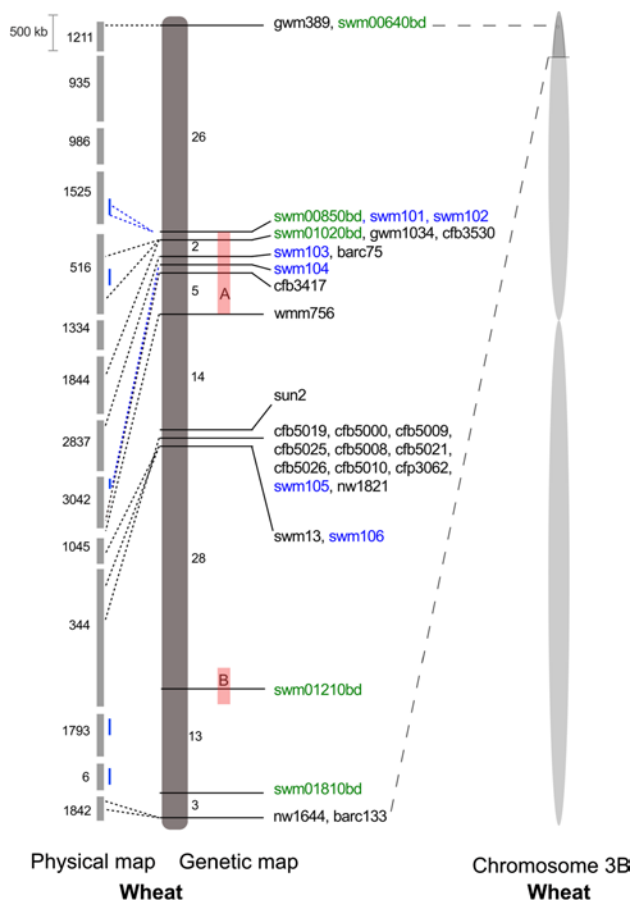 500 kb
1211
935
986
1525
516
1334
1844
2837
3042
1045
344
1793
6
1842
26
2
5
14
28
13
3
A
B
gwm389, swm00640bd
swm00850bd, swm101, swm102
swm01020bd, gwm1034, cfb3530
swm103, barc75
swm104
cfb3417
wmm756
sun2
cfb5019, cfb5000, cfb5009,
cfb5025, cfb5008, cfb5021,
cfb5026, cfb5010, cfp3062,
swm105, nw1821
swm13, swm106
swm01210bd
swm01810bd
nw1644, barc133
Physical map Genetic map
Wheat
Chromosome 3B
Wheat